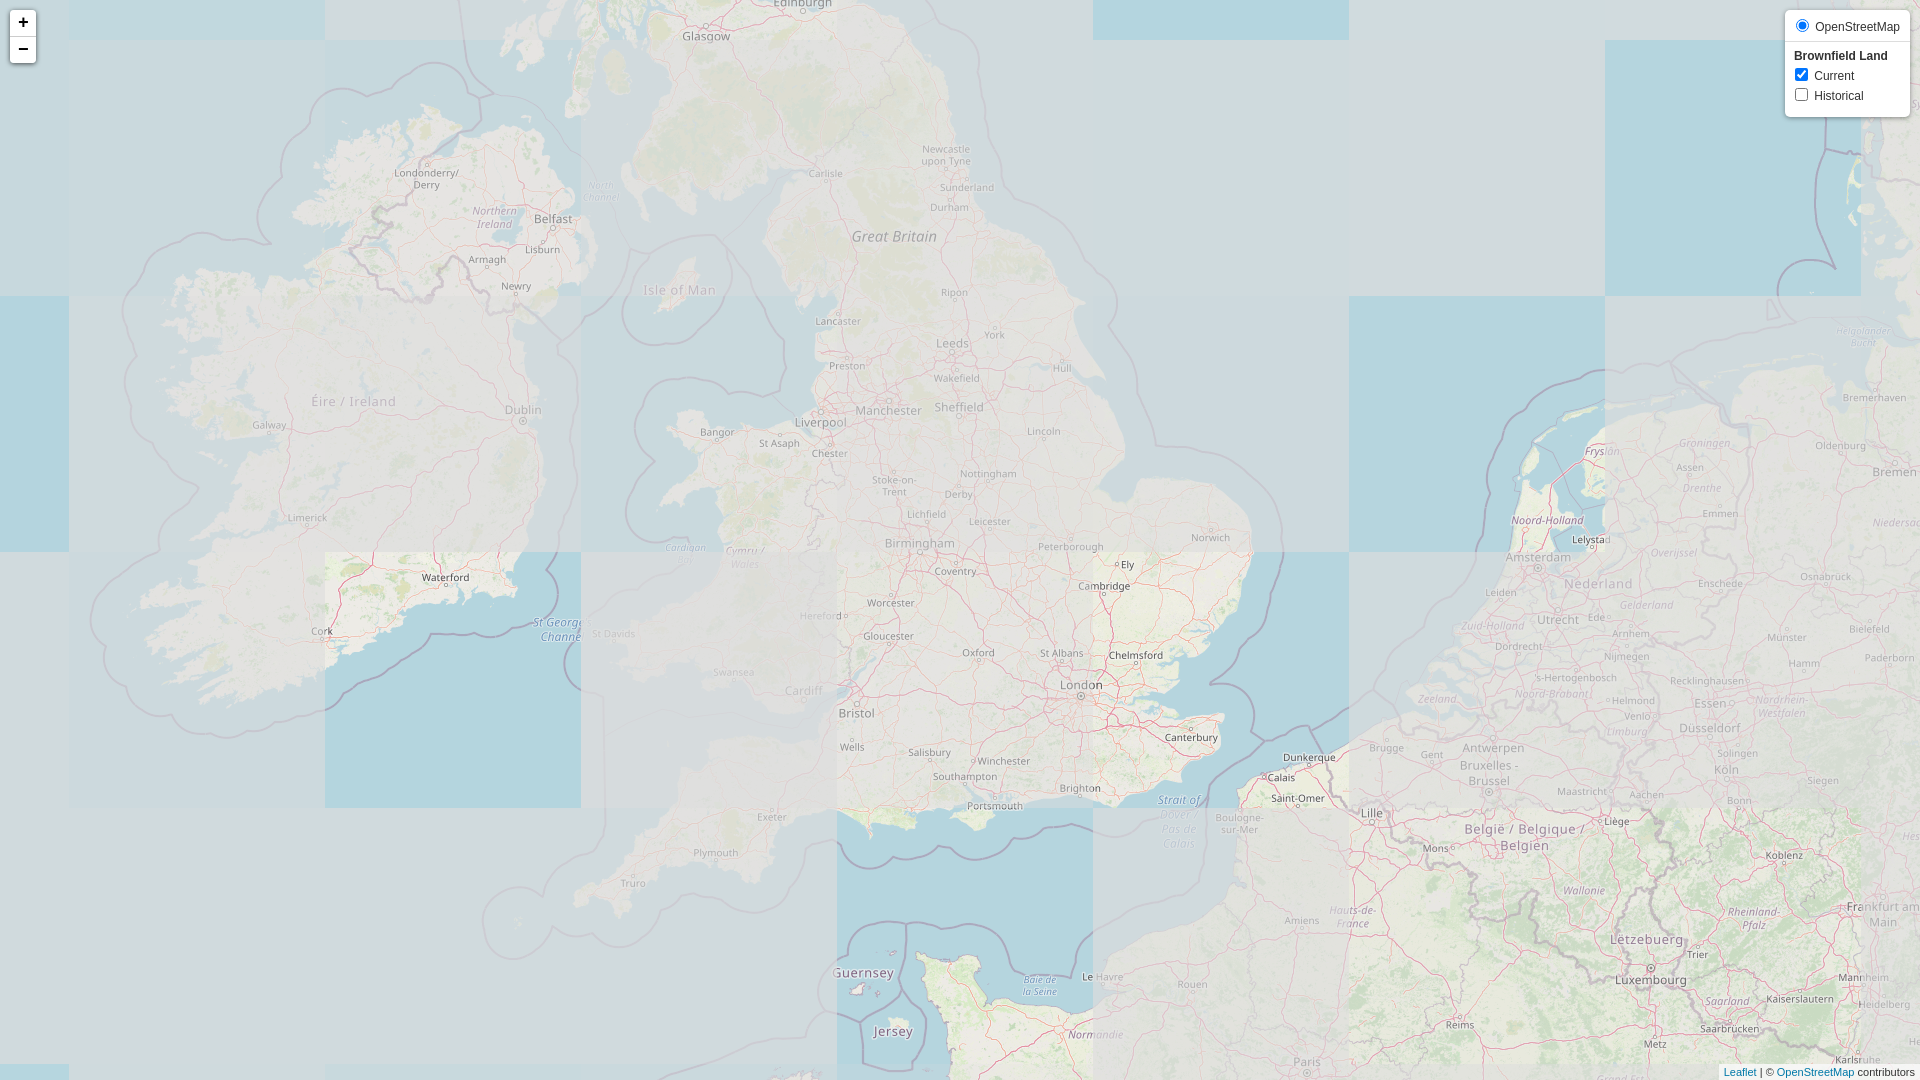 +
−
OpenStreetMap
Brownfield Land
Current
Historical
Edinburgh
Glasgow
Newcastle
upon Tyne
Carlisle
Sunderland
Durham
Londonderry/
Derry
North
Channel
Northern
Ireland
Belfast
Lisburn
Armagh
Newry
Great Britain
Isle of Man
Ripon
Lancaster
York
Leeds
Preston
Hull
Wakefield
Helgoländer
Bucht
Éire / Ireland
Dublin
Galway
Manchester
Sheffield
Liverpool
Bangor
St Asaph
Chester
Lincoln
Bremerhaven
Groningen
Oldenburg
Fryslân
Assen
Bremen
Nottingham
Stoke-on-
Trent
Derby
Drenthe
Limerick
Lichfield
Leicester
Emmen
Noord-Holland
Birmingham
Peterborough
Norwich
Lelystad
Cardigan
Cymru /
Wales
Amsterdam
Overijssel
Ely
Coventry
Cambridge
Waterford
Nederland
Enschede
Osnabrück
Leiden
Worcester
Hereford
Gelderland
St George
Channel
St Davids
Cork
Gloucester
Utrecht
Ede
Zuid-Holland
Arnhem
Münster
Bielefeld
Oxford
St Albans
Chelmsford
Dordrecht
Nijmegen
Hamm
Paderborn
Swansea
Cardiff
London
's-Hertogenbosch
Recklinghausen
Zeeland
Noord-Brabant
Helmond
Essen
Nordrhein-
Westfalen
Bristol
Venlo
Düsseldorf
Limburg
Canterbury
Wells
Salisbury
Winchester
Brugge
Gent
Antwerpen
Solingen
Dunkerque
Calais
Bruxelles -
Brussel
Köln
Siegen
Southampton
Brighton
Portsmouth
Saint-Omer
Maastricht
Aachen
Bonn
Strait of
Dover /
Pas de
Calais
Exeter
Boulogne-
sur-Mer
Lille
België / Belgique /
Belgien
Liège
Mons
Koblenz
Plymouth
Truro
Wallonie
Hauts-de-
France
Amiens
Rheinland-
Pfalz
Frankfurt am
Main
Lëtzebuerg
Trier
Luxembourg
Guernsey
Baie de
la Seine
Le Havre
Rouen
Mannheim
Kaiserslautern
Saarland
Heidelberg
Jersey
Normandie
Reims
Saarbrücken
Metz
Paris
Karlsruhe
Leaflet | © OpenStreetMap contributors